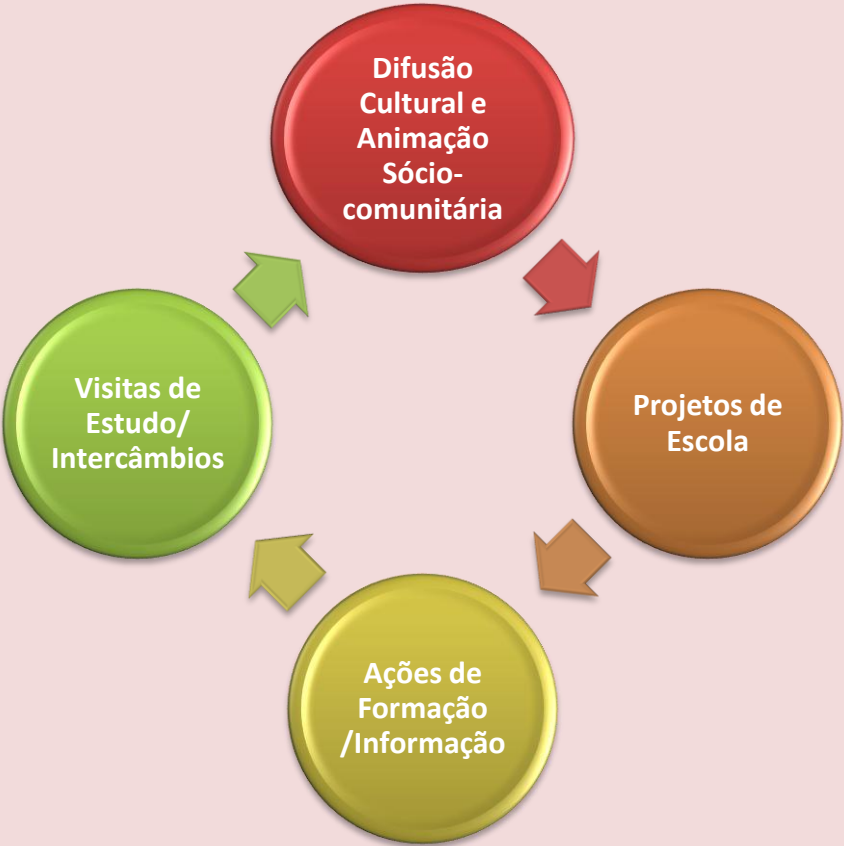 Difusão
Cultural e
Animação
Sócio-
comunitária
Projetos de
Escola
Ações de
Formação
/Informação
Visitas de
Estudo/
Intercâmbios